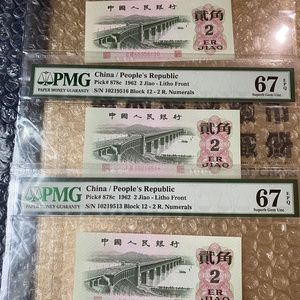 中国人民银行
贰角
2
ER JIAO
PMG
PAPER MONEY GUARANTY
China / People's Republic
Pick# 878c 1962 2 Jiao - Litho Front
S/N 10219516 Block 12 - 2 R. Numerals
67 EPQ
Superb Gem Unc
中国人民银行
贰角
2
ER JIAO
PMG
PAPER MONEY GUARANTY
China / People's Republic
Pick# 878c 1962 2 Jiao - Litho Front
S/N 10219513 Block 12 - 2 R. Numerals
67 EPQ
Superb Gem Unc
中国人民银行
贰角
2
ER JIAO